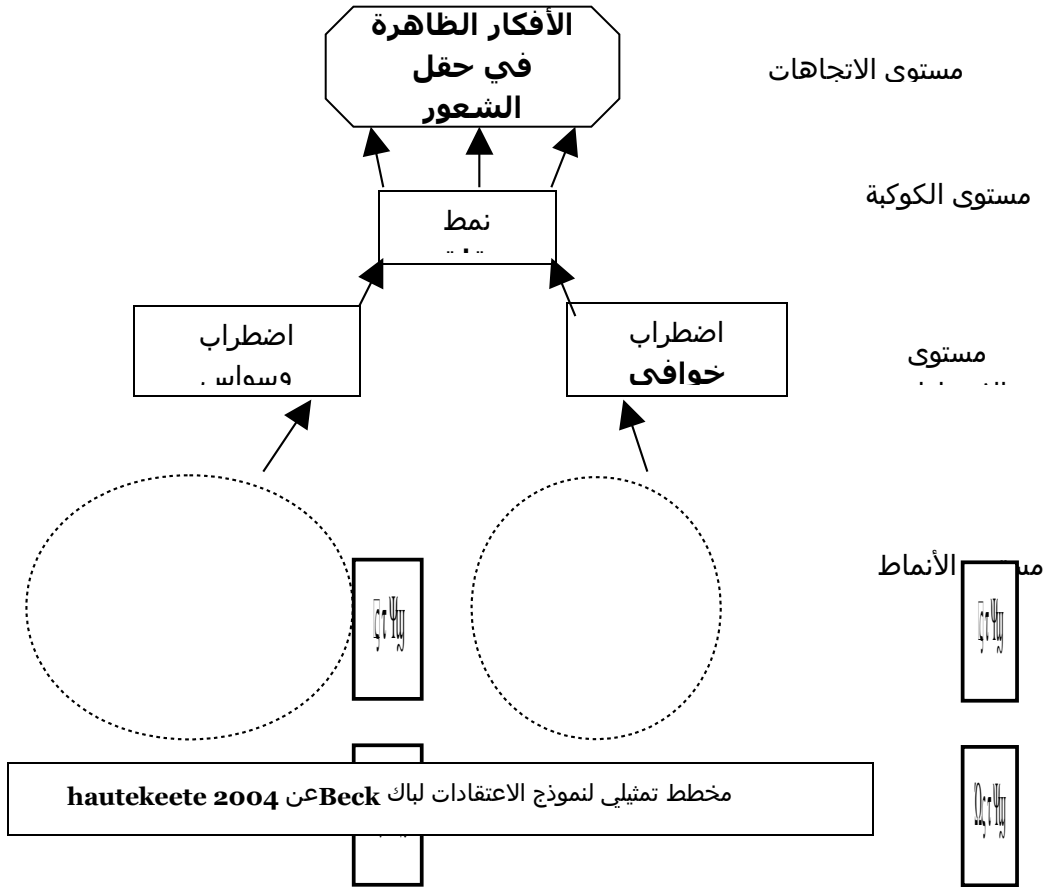 الأفكار الظاهرة
في حقل
الشعور
مستوى الاتجاهات
مستوى الكوكبة
نمط
اضطراب
خوافي
اضطراب
وسواس
مستوى
الأنماط
مخطط تمثيلي لنموذج الاعتقادات لباك Beckعن hautekeete 2004